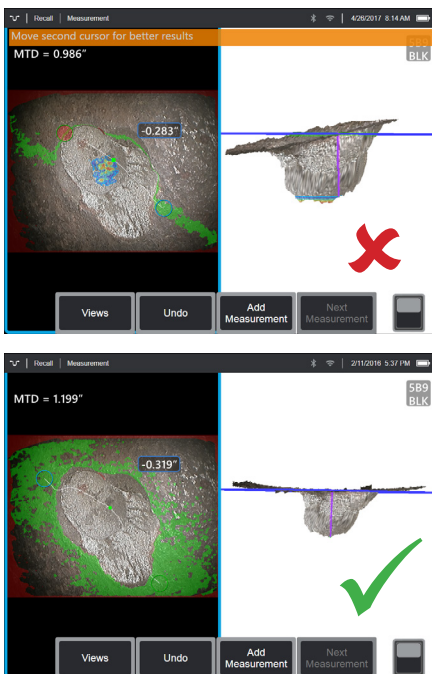 Recall | Measurement 4/26/2017 8:14 AM
Move second cursor for better results
5B9
BLK
MTD = 0.986"
-0.283"
Views Undo Add Measurement Next Measurement
Recall | Measurement 2/11/2016 5:37 PM
5B9
BLK
MTD = 1.199"
-0.319"
Views Undo Add Measurement Next Measurement